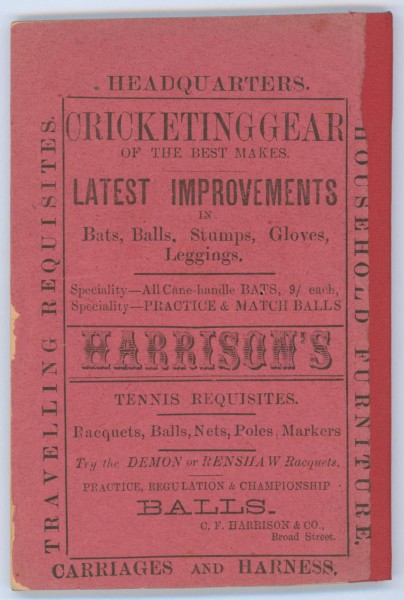 HEADQUARTERS.
TRAVELLING REQUISITES.
CRICKETING GEAR
OF THE BEST MAKES.
LATEST IMPROVEMENTS
IN
Bats, Balls, Stumps, Gloves,
Leggings.
Speciality—All Cane-handle BATS, 9/ each,
Speciality—PRACTICE & MATCH BALLS
HARRISON'S
TENNIS REQUISITES.
Racquets, Balls, Nets, Poles, Markers
Try the DEMON or RENSHAW Racquets.
PRACTICE, REGULATION & CHAMPIONSHIP
BALLS.
C. F. HARRISON & CO.,
Broad Street.
HOUSEHOLD FURNITURE.
CARRIAGES AND HARNESS.